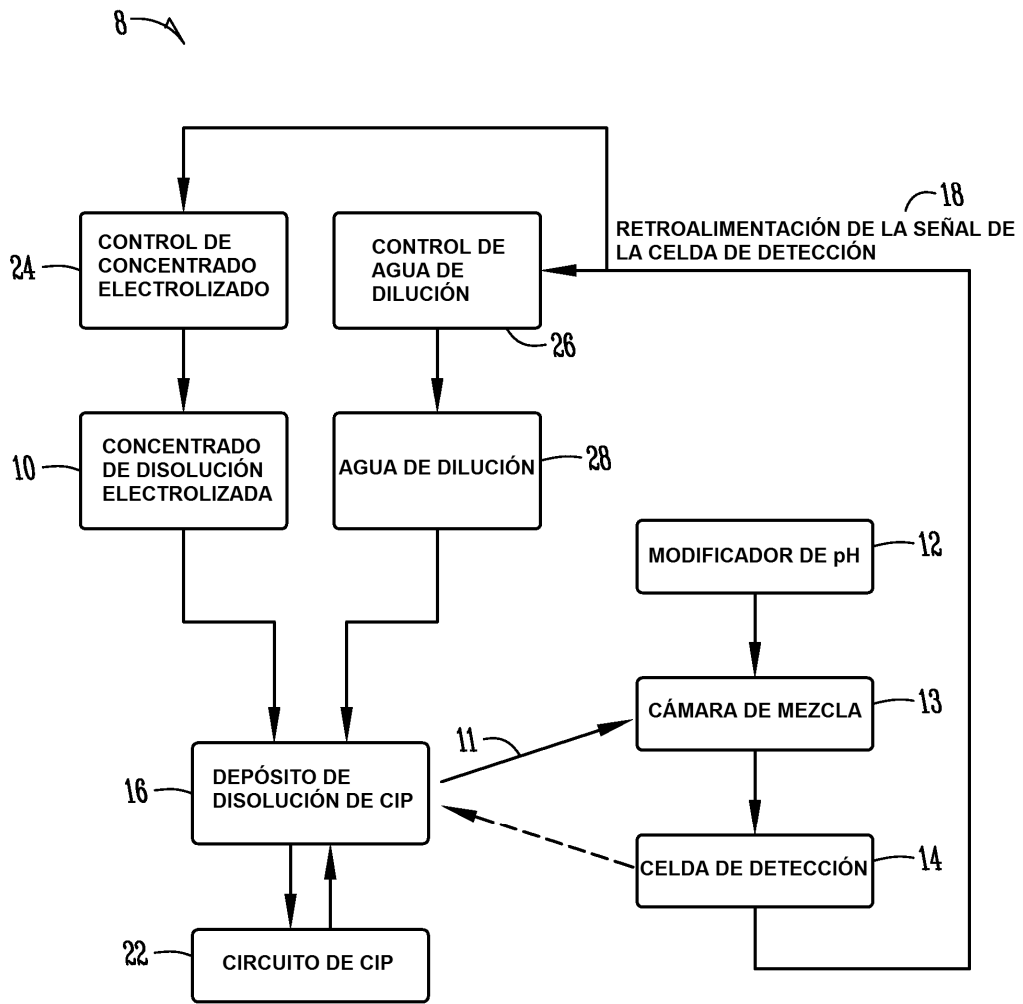 8
18
RETROALIMENTACIÓN DE LA SEÑAL DE
LA CELDA DE DETECCIÓN
24
CONTROL DE
CONCENTRADO
ELECTROLIZADO
CONTROL DE
AGUA DE
DILUCIÓN
26
10
CONCENTRADO
DE DISOLUCIÓN
ELECTROLIZADA
AGUA DE DILUCIÓN
28
MODIFICADOR DE pH
12
CÁMARA DE MEZCLA
13
11
16
DEPÓSITO DE
DISOLUCIÓN DE CIP
CELDA DE DETECCIÓN
14
22
CIRCUITO DE CIP